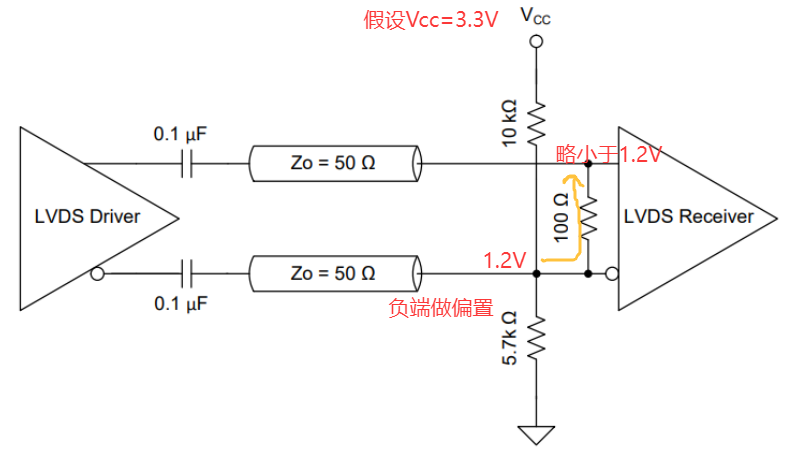 假设Vcc=3.3V
VCC
0.1 µF
10 kΩ
Zo = 50 Ω
略小于1.2V
LVDS Driver
100 Ω
LVDS Receiver
1.2V
Zo = 50 Ω
0.1 µF
负端做偏置
5.7k Ω